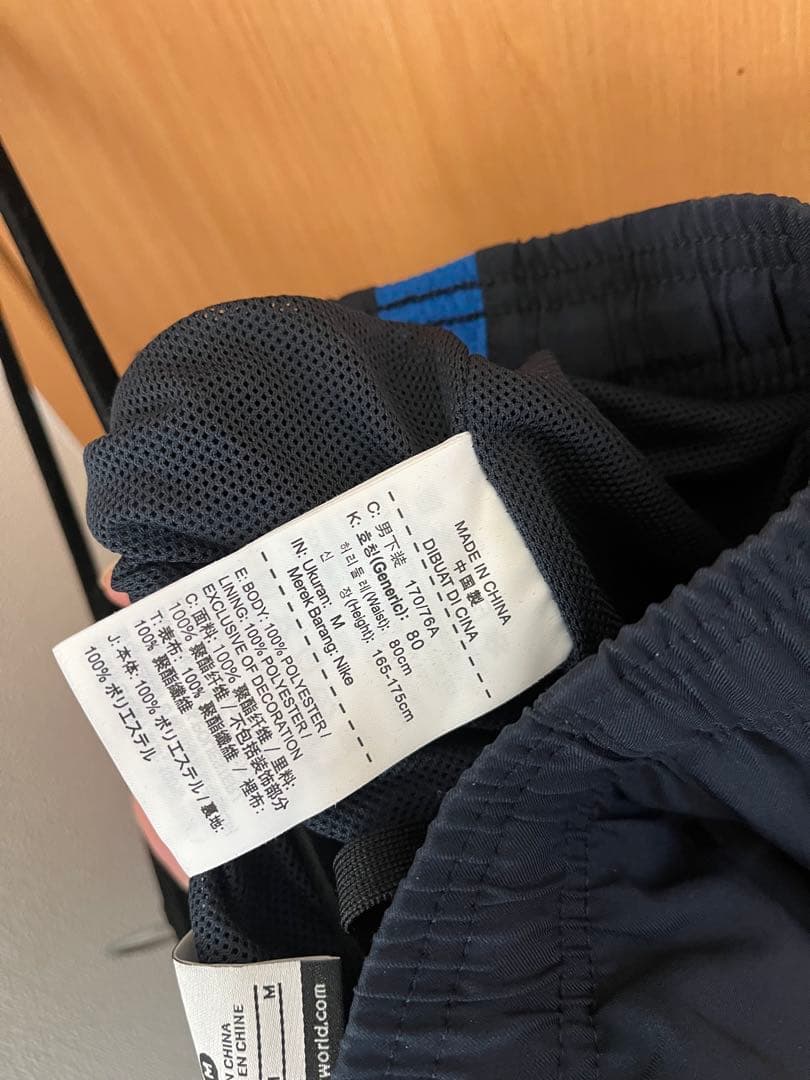 MADE IN CHINA
中国製
DIBUAT DI CINA
C: 男下装 170/76A
K: 호칭(Generic): 80
허리둘레(Waist): 80cm
신 장(Height): 165-175cm
IN: Ukuran: M
Merek Barang: Nike
E: BODY: 100% POLYESTER /
LINING: 100% POLYESTER /
EXCLUSIVE OF DECORATION
C: 面料: 100% 聚酯纤维 / 里料:
100% 聚酯纤维 / 不包括装饰部分
T: 表布: 100% 聚酯纖維 / 裡布:
100% 聚酯纖維
J: 本体: 100% ポリエステル / 裏地:
100% ポリエステル
M
M
CHINA
EN CHINE
world.com